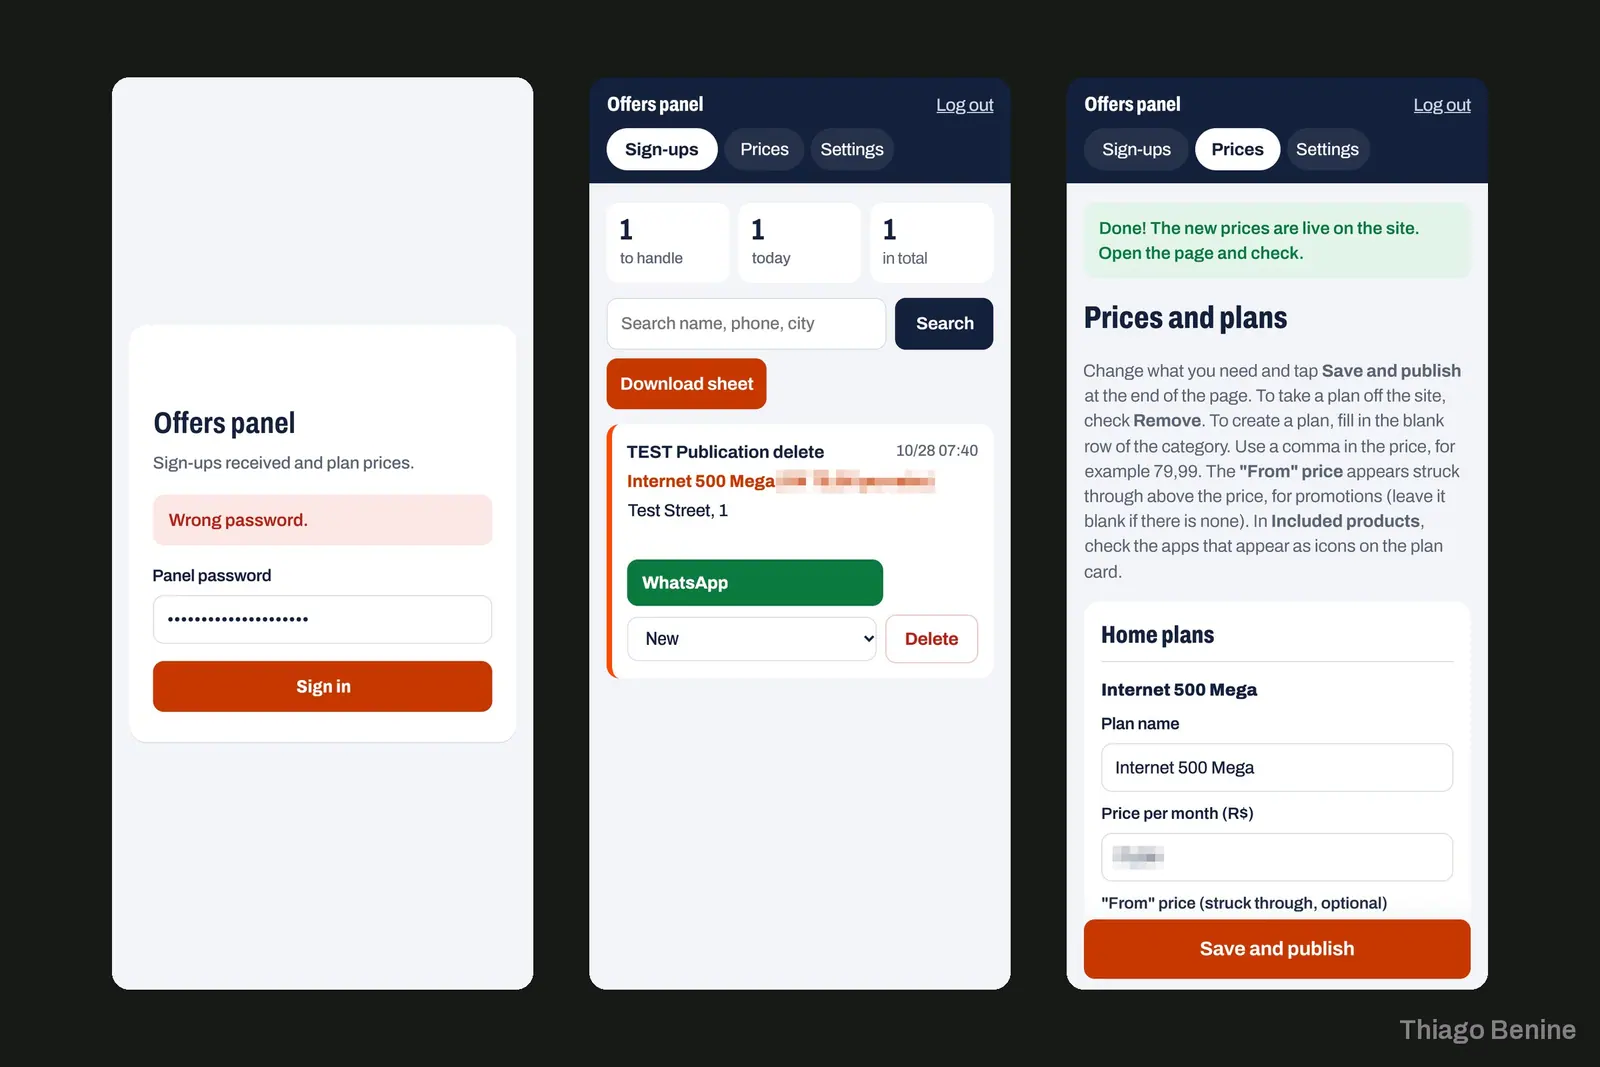 Offers panel
Sign-ups received and plan prices.
Wrong password.
Panel password
Sign in
Offers panel
Log out
Sign-ups
Prices
Settings
1
to handle
1
today
1
in total
Search name, phone, city
Search
Download sheet
TEST Publication delete
10/28 07:40
Internet 500 Mega
Test Street, 1
WhatsApp
New
Delete
Offers panel
Log out
Sign-ups
Prices
Settings
Done! The new prices are live on the site.
Open the page and check.
Prices and plans
Change what you need and tap Save and publish
at the end of the page. To take a plan off the site,
check Remove. To create a plan, fill in the blank
row of the category. Use a comma in the price, for
example 79,99. The "From" price appears struck
through above the price, for promotions (leave it
blank if there is none). In Included products,
check the apps that appear as icons on the plan
card.
Home plans
Internet 500 Mega
Plan name
Internet 500 Mega
Price per month (R$)
"From" price (struck through, optional)
Save and publish
Thiago Benine